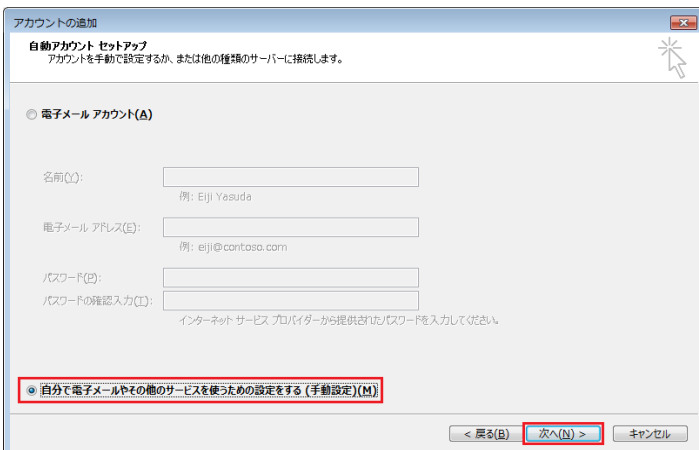 アカウントの追加
自動アカウント セットアップ
アカウントを手動で設定するか、または他の種類のサーバーに接続します。
電子メール アカウント(A)
名前(Y):
例: Eiji Yasuda
電子メール アドレス(E):
例: eiji@contoso.com
パスワード(P):
パスワードの確認入力(T):
インターネット サービス プロバイダーから提供されたパスワードを入力してください。
自分で電子メールやその他のサービスを使うための設定をする (手動設定)(M)
< 戻る(B) 次へ(N) > キャンセル